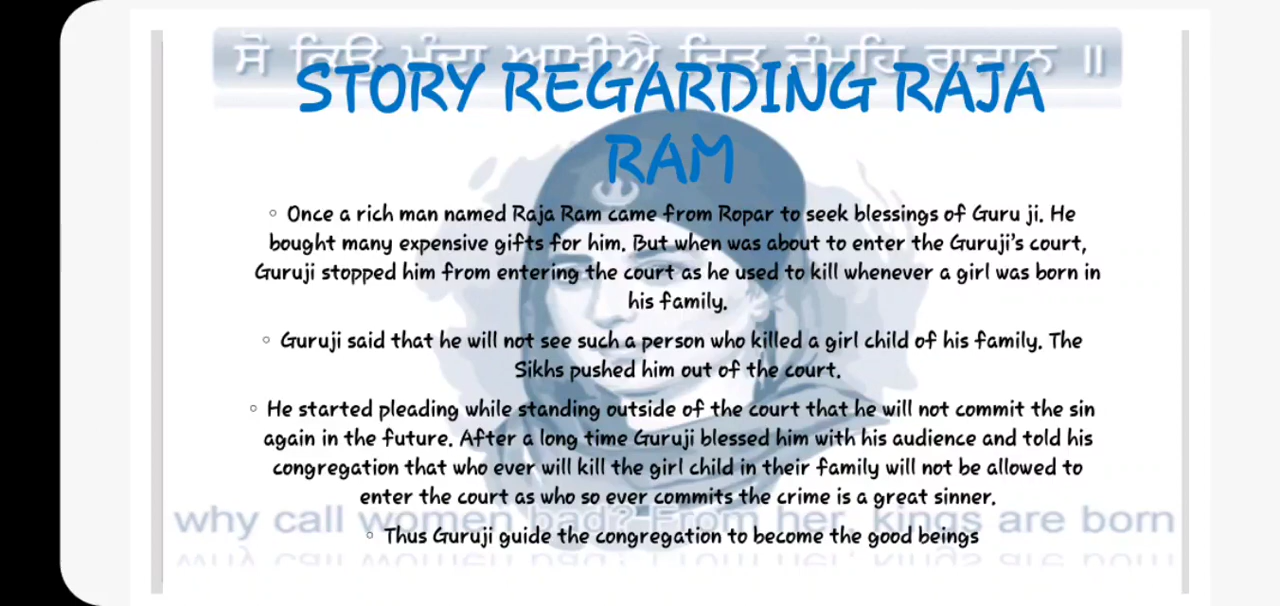 ਸੋ ਕਿਉ ਮੰਦਾ ਆਖੀਐ ਜਿਤੁ ਜੰਮਹਿ ਰਾਜਾਨ ॥
STORY REGARDING RAJA
RAM
◦ Once a rich man named Raja Ram came from Ropar to seek blessings of Guru ji. He
bought many expensive gifts for him. But when was about to enter the Guruji's court,
Guruji stopped him from entering the court as he used to kill whenever a girl was born in
his family.
◦ Guruji said that he will not see such a person who killed a girl child of his family. The
Sikhs pushed him out of the court.
◦ He started pleading while standing outside of the court that he will not commit the sin
again in the future. After a long time Guruji blessed him with his audience and told his
congregation that who ever will kill the girl child in their family will not be allowed to
enter the court as who so ever commits the crime is a great sinner.
why call women bad? From her, kings are born
◦ Thus Guruji guide the congregation to become the good beings